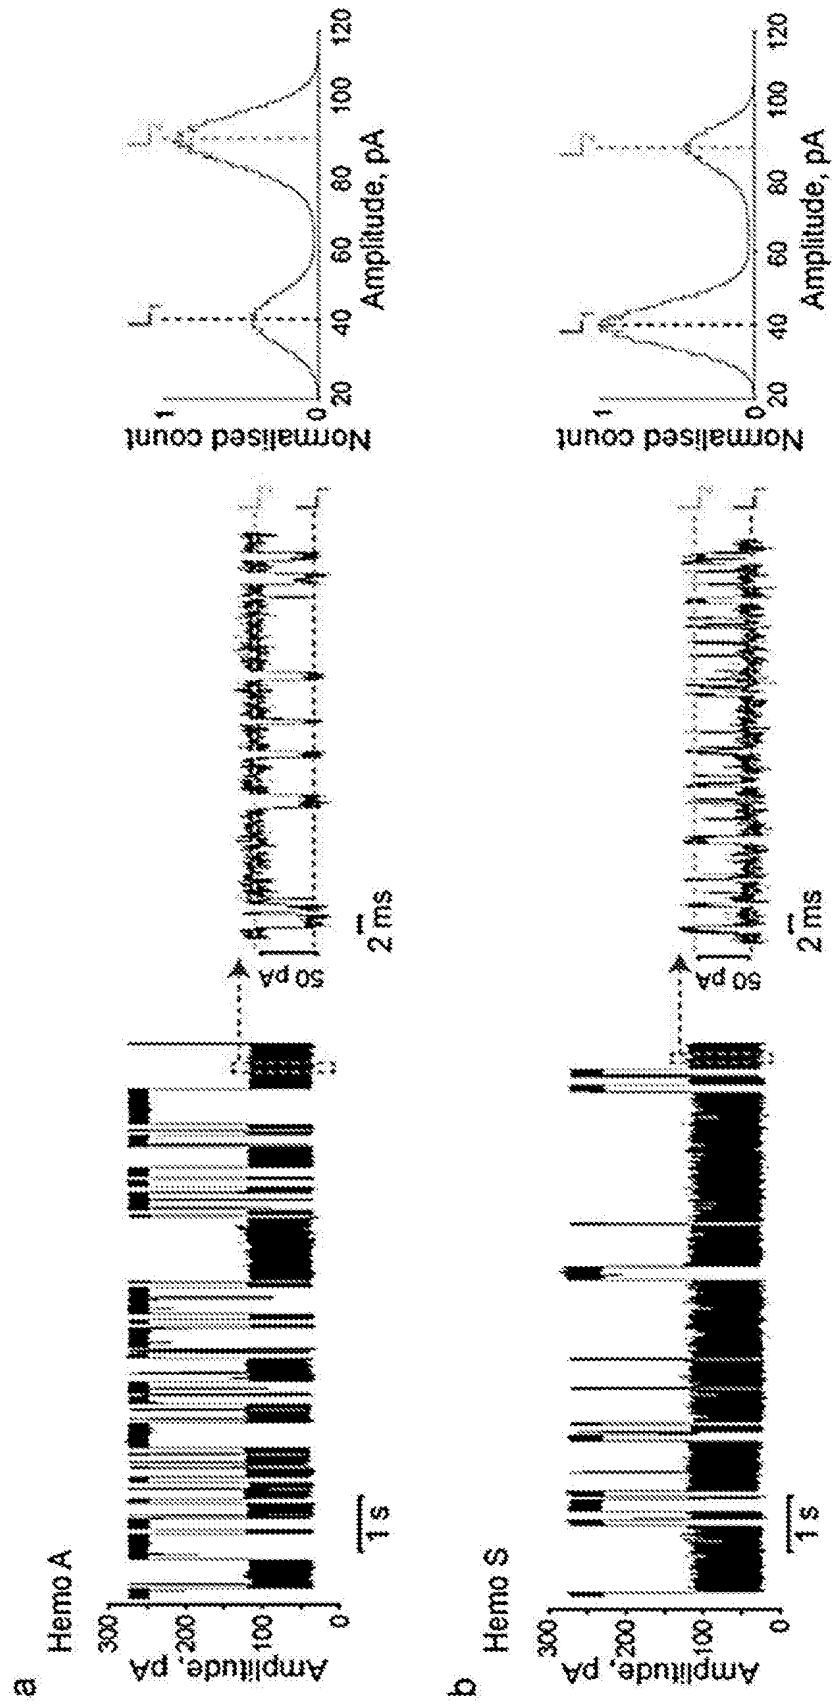 a
Hemo A
Amplitude, pA
300
200
100
0
1 s
50 pA
2 ms
Normalised count
1
0
20
40
60
80
100
120
Amplitude, pA
b
Hemo S
Amplitude, pA
300
200
100
0
1 s
50 pA
2 ms
Normalised count
1
0
20
40
60
80
100
120
Amplitude, pA